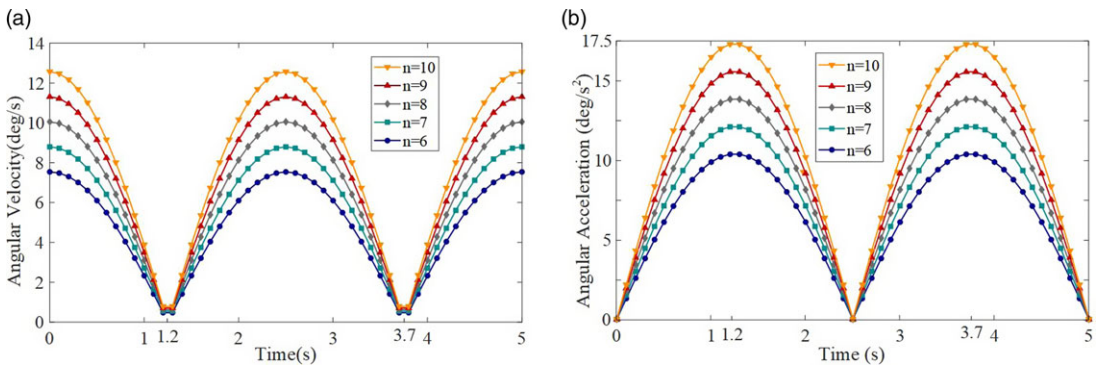 (a)
Angular Velocity(deg/s)
14
12
10
8
6
4
2
0
n=10
n=9
n=8
n=7
n=6
0 1 1.2 2 3 3.7 4 5
Time(s)
(b)
Angular Acceleration (deg/s²)
17.5
15
10
5
0
n=10
n=9
n=8
n=7
n=6
0 1 1.2 2 3 3.7 4 5
Time (s)